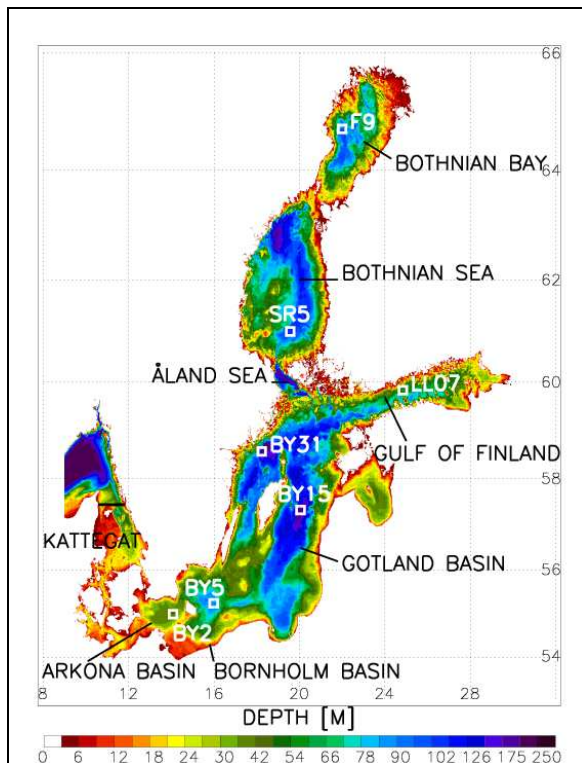 66
F9
BOTHNIAN BAY
64
BOTHNIAN SEA
62
SR5
ÅLAND SEA
LL07
60
BY31
GULF OF FINLAND
58
BY15
KATTEGAT
GOTLAND BASIN
56
BY5
BY2
ARKONA BASIN BORNHOLM BASIN
54
8 12 16 20 24 28
DEPTH [M]
0 6 12 18 24 30 42 54 66 78 90 102 126 175 250